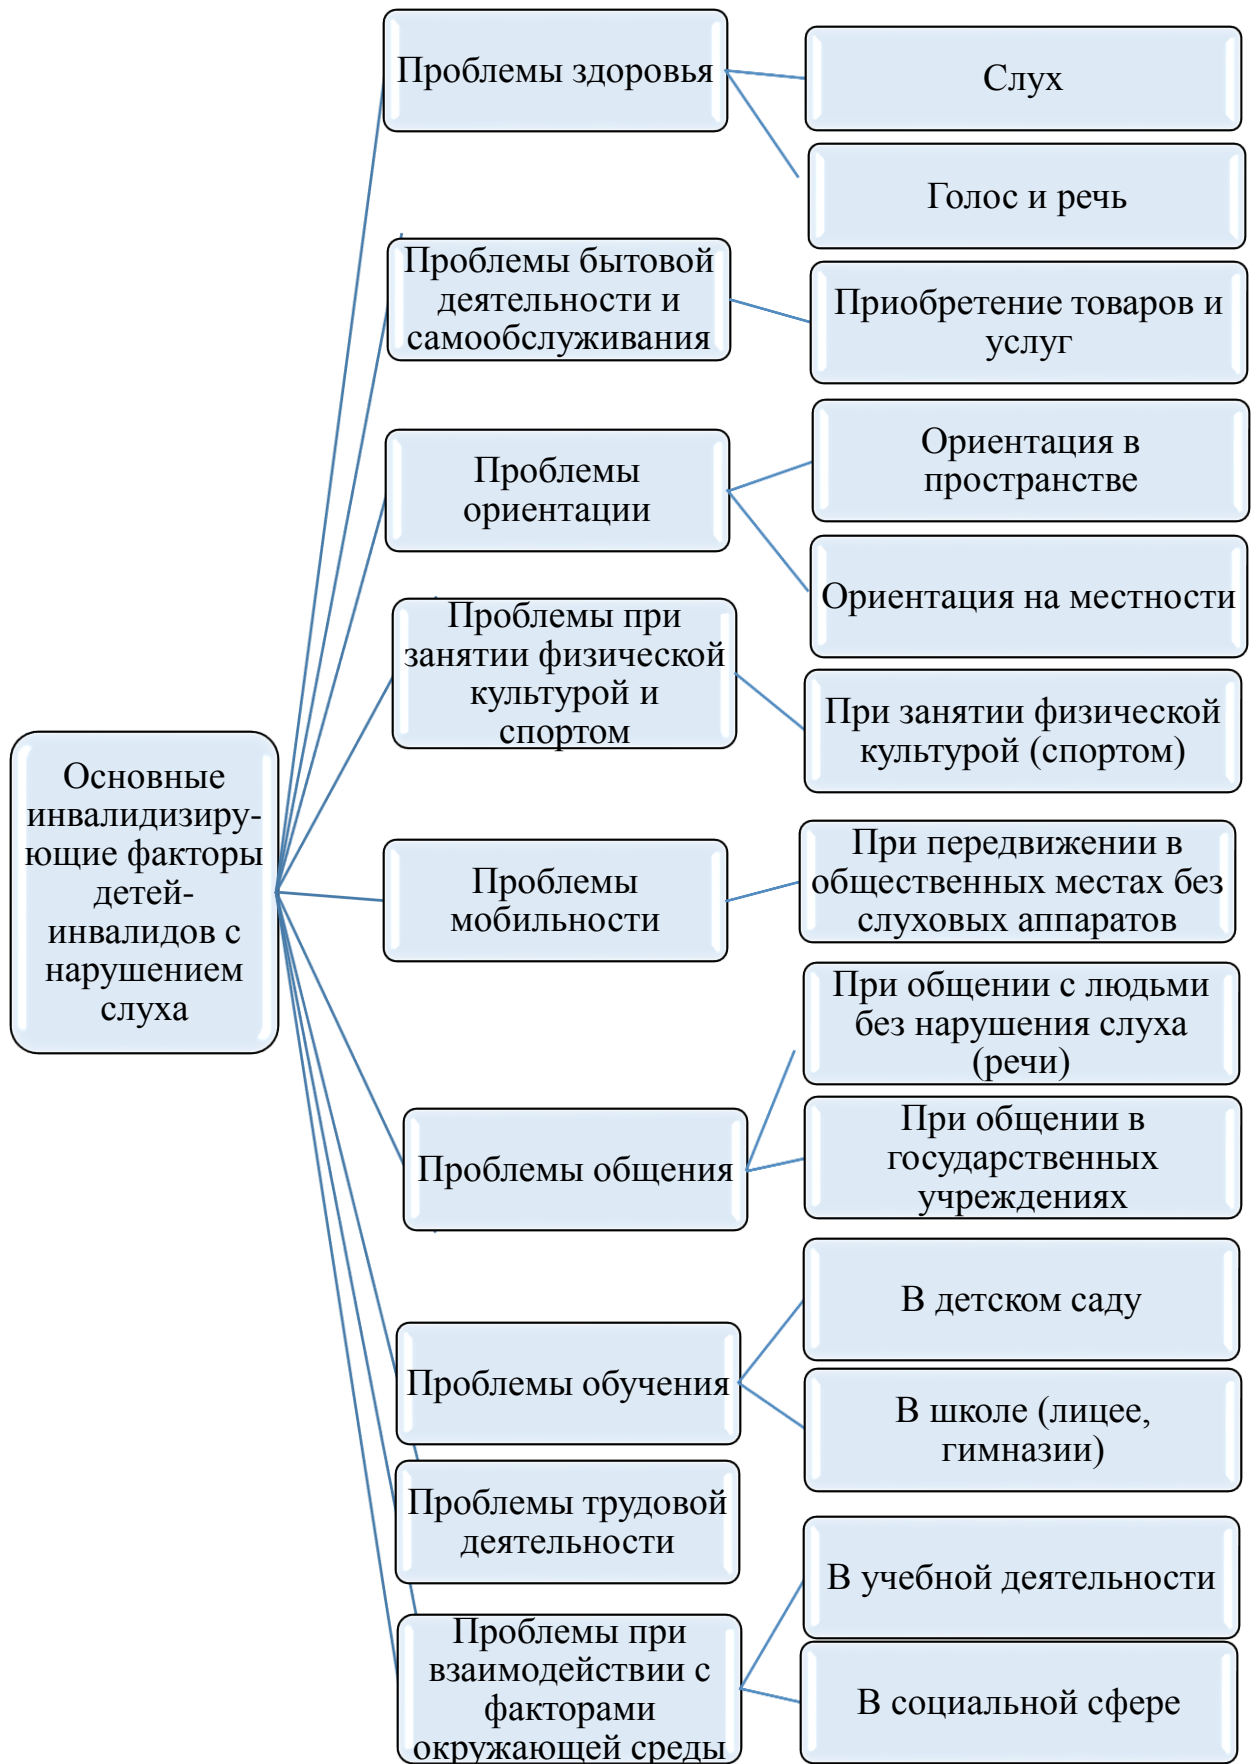 Проблемы здоровья
Слух
Голос и речь
Проблемы бытовой
деятельности и
самообслуживания
Приобретение товаров и
услуг
Проблемы
ориентации
Ориентация в
пространстве
Ориентация на местности
Проблемы при
занятии физической
культурой и
спортом
При занятии физической
культурой (спортом)
Основные
инвалидизиру-
ющие факторы
детей-
инвалидов с
нарушением
слуха
Проблемы
мобильности
При передвижении в
общественных местах без
слуховых аппаратов
Проблемы общения
При общении с людьми
без нарушения слуха
(речи)
При общении в
государственных
учреждениях
Проблемы обучения
В детском саду
В школе (лицее,
гимназии)
Проблемы трудовой
деятельности
Проблемы при
взаимодействии с
факторами
окружающей среды
В учебной деятельности
В социальной сфере